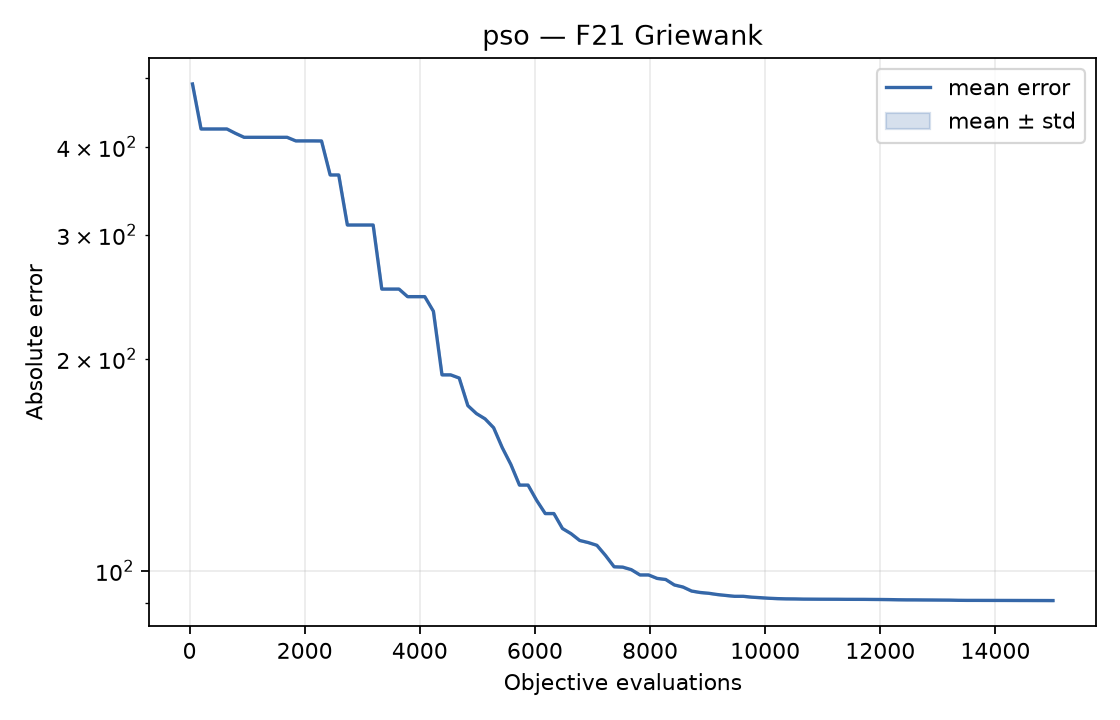 pso — F21 Griewank
mean error
mean ± std
4 × 10²
3 × 10²
2 × 10²
10²
Absolute error
0 2000 4000 6000 8000 10000 12000 14000
Objective evaluations